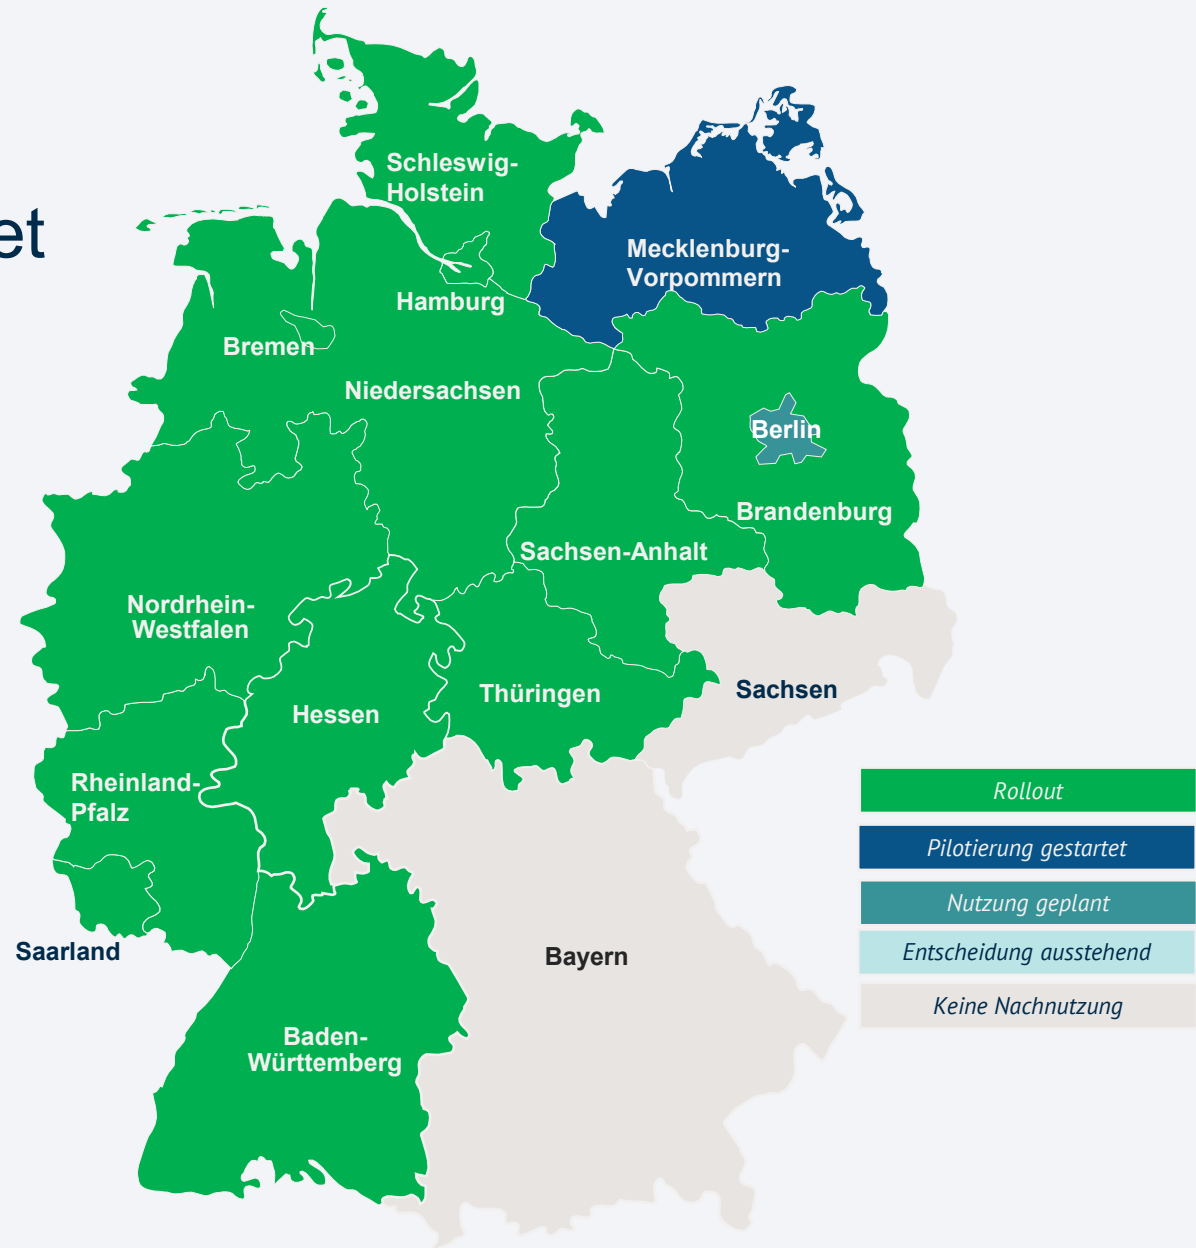 et
Schleswig-
Holstein
Mecklenburg-
Vorpommern
Hamburg
Bremen
Niedersachsen
Berlin
Brandenburg
Sachsen-Anhalt
Nordrhein-
Westfalen
Sachsen
Thüringen
Hessen
Rheinland-
Pfalz
Saarland
Bayern
Baden-
Württemberg
Rollout
Pilotierung gestartet
Nutzung geplant
Entscheidung ausstehend
Keine Nachnutzung